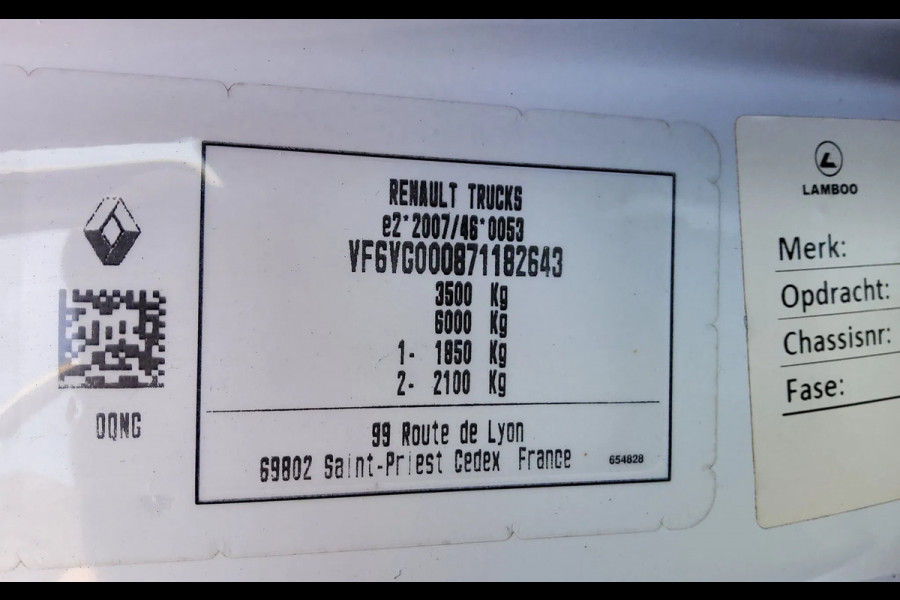 RENAULT TRUCKS
e2*2007/46*0053
VF6VG000871182643
3500 Kg
6000 Kg
1- 1850 Kg
2- 2100 Kg
99 Route de Lyon
69802 Saint-Priest Cedex France 654828
OQNC
LAMBOO
Merk:
Opdracht:
Chassisnr:
Fase: